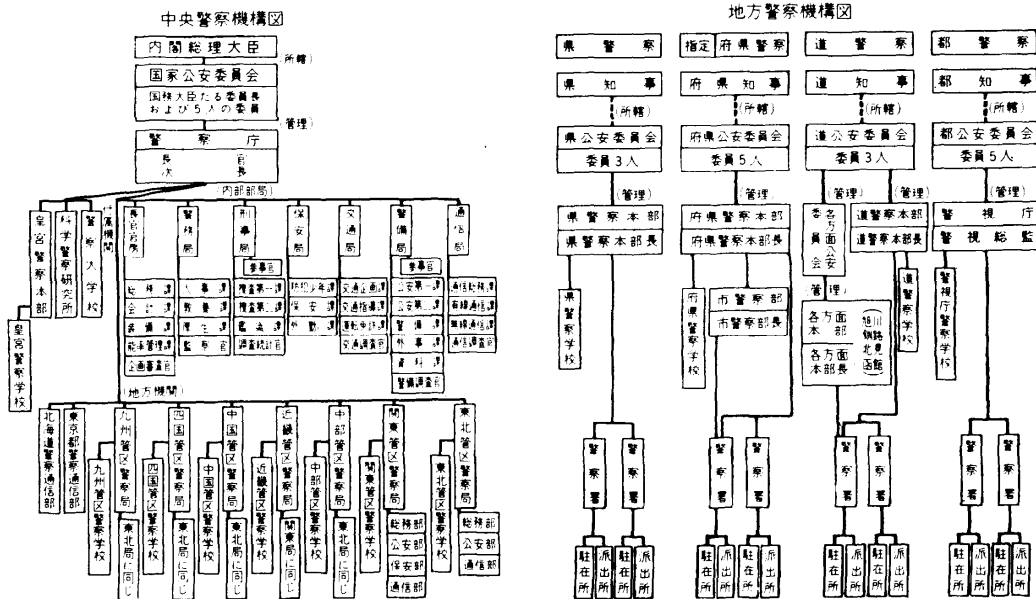 中央警察機構図
内閣総理大臣
(所轄)
国家公安委員会
国務大臣たる委員長
および5人の委員
(管理)
警察庁
長官
次長
(内部部局)
附属機関
皇宮警察本部
科学警察研究所
警察大学校
皇宮警察学校
長官官房
総務課
会計課
装備課
能率管理課
企画審査官
警務局
人事課
教養課
厚生課
監察官
刑事局
参事官
捜査第一課
捜査第二課
鑑識課
調査統計官
保安局
防犯少年課
保安課
外勤課
交通局
交通企画課
交通指導課
運転免許課
交通調査官
警備局
参事官
公安第一課
公安第二課
警備課
外事課
資料課
警備調査官
通信局
通信総務課
有線通信課
無線通信課
通信調査官
(地方機関)
北海道警察通信部
東京都警察通信部
九州管区警察局
九州管区警察学校
東北局に同じ
四国管区警察局
四国管区警察学校
東北局に同じ
中国管区警察局
中国管区警察学校
東北局に同じ
近畿管区警察局
近畿管区警察学校
関東局に同じ
中部管区警察局
中部管区警察学校
東北局に同じ
関東管区警察局
関東管区警察学校
総務部
公安部
保安部
通信部
東北管区警察局
東北管区警察学校
総務部
公安部
通信部
地方警察機構図
県警察
県知事
(所轄)
県公安委員会
委員3人
(管理)
県警察本部
県警察本部長
県警察学校
警察署
警察署
駐在所
派出所
駐在所
派出所
指定府県警察
府県知事
(所轄)
府県公安委員会
委員5人
(管理)
府県警察本部
府県警察本部長
府県警察学校
市警察部
市警察部長
警察署
警察署
駐在所
派出所
駐在所
派出所
道警察
道知事
(所轄)
道公安委員会
委員3人
(管理)
(管理)
各方面公安委員会
道警察本部
道警察本部長
(管理)
各方面本部
各方面本部長
(旭川 釧路 北見 函館)
道警察学校
警察署
警察署
駐在所
派出所
駐在所
派出所
都警察
都知事
(所轄)
都公安委員会
委員5人
(管理)
警視庁
警視総監
警視庁警察学校
警察署
警察署
駐在所
派出所
駐在所
派出所